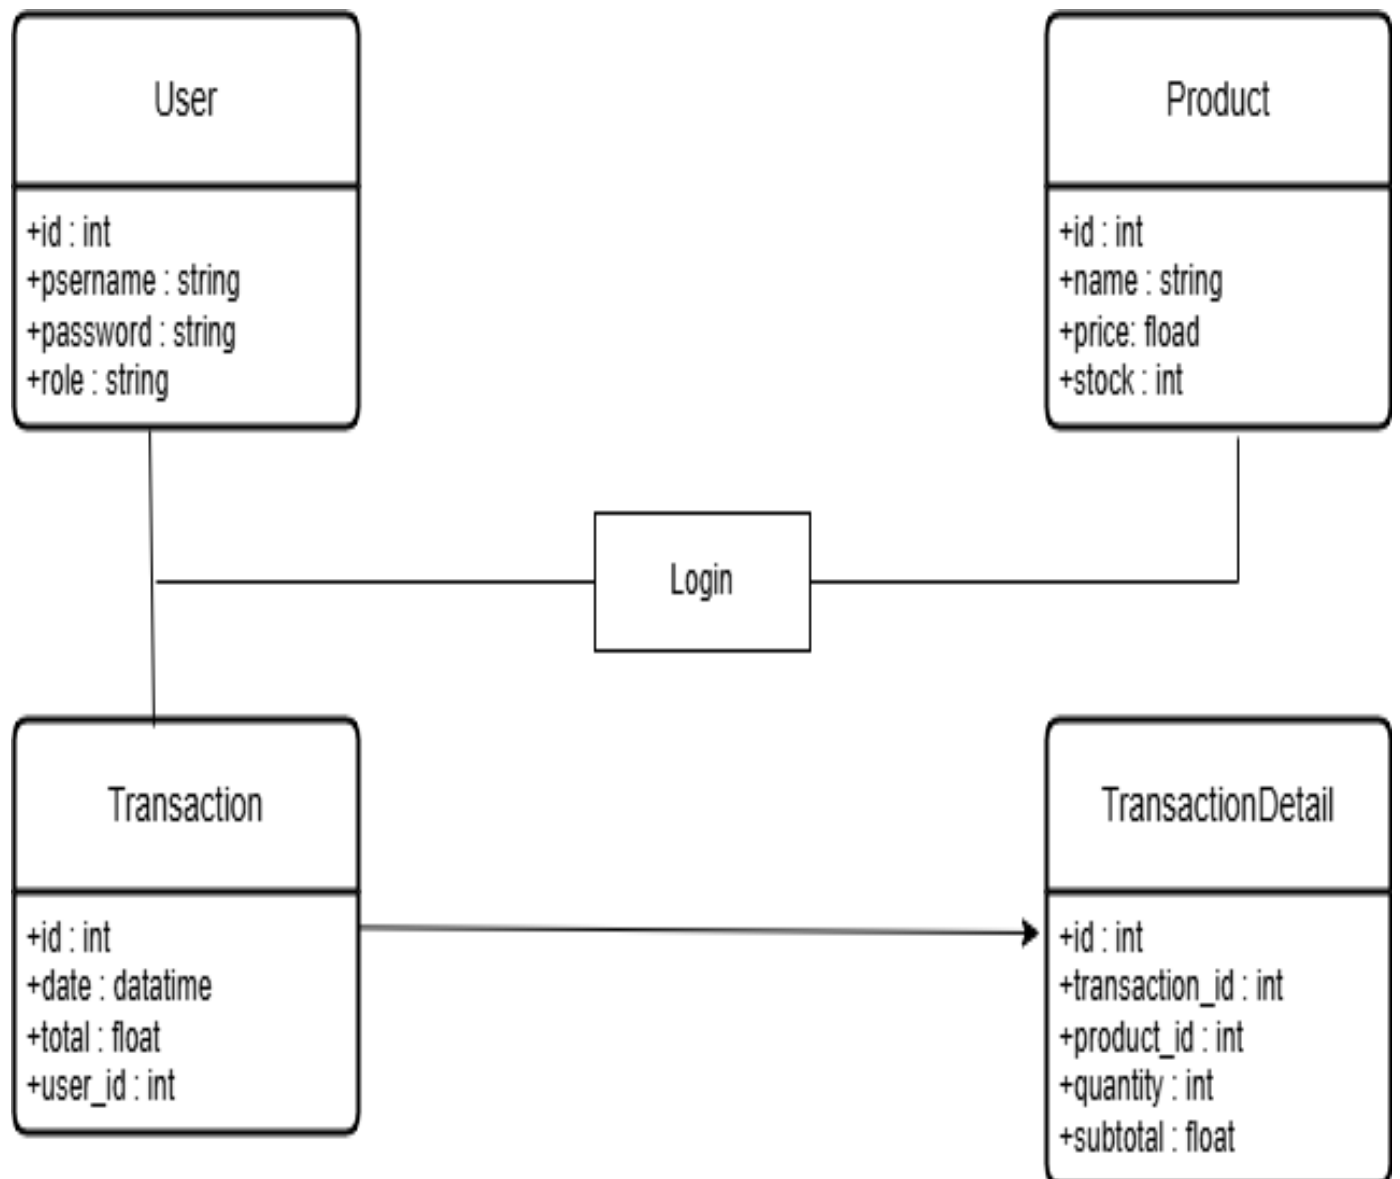 User
+id : int
+psername : string
+password : string
+role : string
Product
+id : int
+name : string
+price: fload
+stock : int
Login
Transaction
+id : int
+date : datatime
+total : float
+user_id : int
TransactionDetail
+id : int
+transaction_id : int
+product_id : int
+quantity : int
+subtotal : float